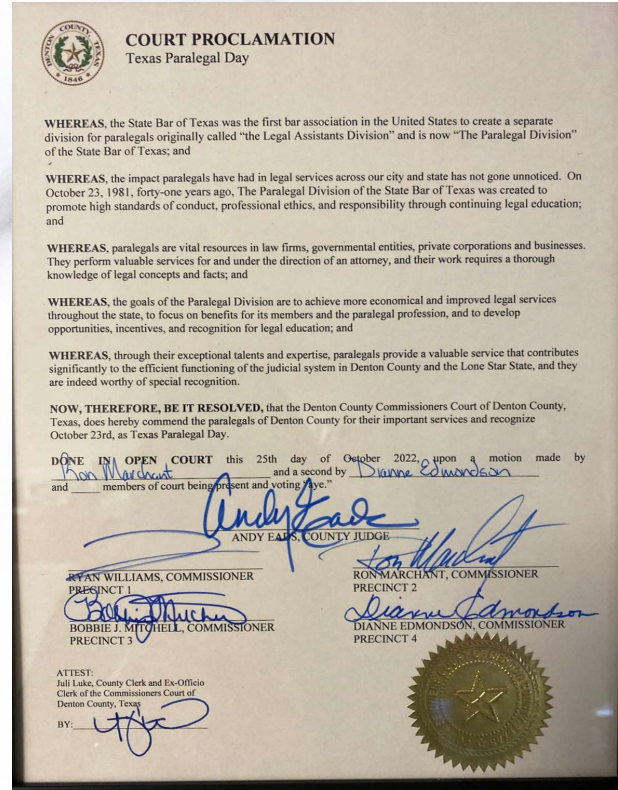 DENTON COUNTY, TEXAS
1846
COURT PROCLAMATION
Texas Paralegal Day
WHEREAS, the State Bar of Texas was the first bar association in the United States to create a separate
division for paralegals originally called “the Legal Assistants Division” and is now “The Paralegal Division”
of the State Bar of Texas; and
WHEREAS, the impact paralegals have had in legal services across our city and state has not gone unnoticed. On
October 23, 1981, forty-one years ago, The Paralegal Division of the State Bar of Texas was created to
promote high standards of conduct, professional ethics, and responsibility through continuing legal education;
and
WHEREAS, paralegals are vital resources in law firms, governmental entities, private corporations and businesses.
They perform valuable services for and under the direction of an attorney, and their work requires a thorough
knowledge of legal concepts and facts; and
WHEREAS, the goals of the Paralegal Division are to achieve more economical and improved legal services
throughout the state, to focus on benefits for its members and the paralegal profession, and to develop
opportunities, incentives, and recognition for legal education; and
WHEREAS, through their exceptional talents and expertise, paralegals provide a valuable service that contributes
significantly to the efficient functioning of the judicial system in Denton County and the Lone Star State, and they
are indeed worthy of special recognition.
NOW, THEREFORE, BE IT RESOLVED, that the Denton County Commissioners Court of Denton County,
Texas, does hereby commend the paralegals of Denton County for their important services and recognize
October 23rd, as Texas Paralegal Day.
DONE IN OPEN COURT this 25th day of October 2022, upon a motion made by
Ron Marchant and a second by Dianne Edmondson
and ____ members of court being present and voting “aye.”
Andy Eads
ANDY EADS, COUNTY JUDGE
Ron Marchant
RYAN WILLIAMS, COMMISSIONER RON MARCHANT, COMMISSIONER
PRECINCT 1 PRECINCT 2
Bobbie J. Mitchell Dianne Edmondson
BOBBIE J. MITCHELL, COMMISSIONER DIANNE EDMONDSON, COMMISSIONER
PRECINCT 3 PRECINCT 4
ATTEST:
Juli Luke, County Clerk and Ex-Officio
Clerk of the Commissioners Court of
Denton County, Texas
BY: